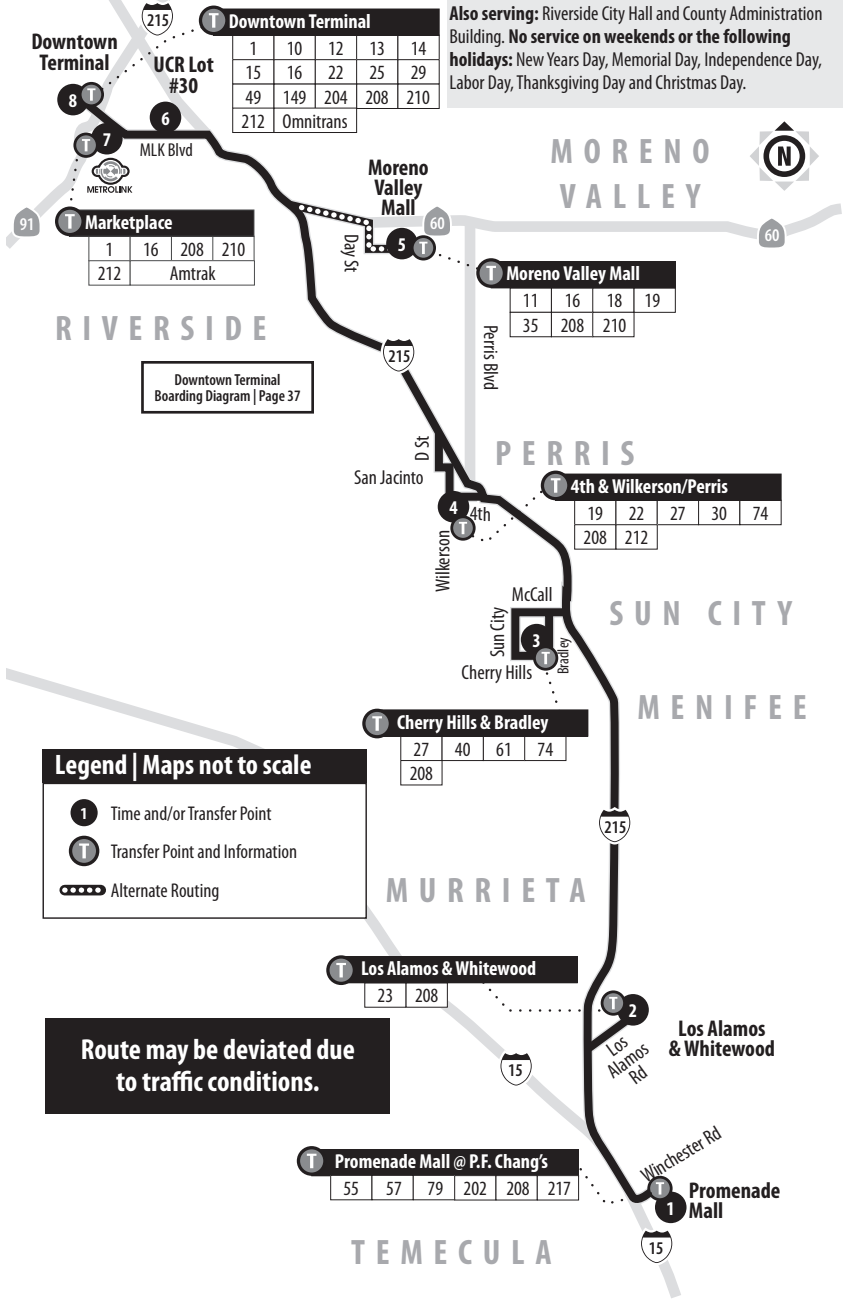 Also serving: Riverside City Hall and County Administration
Building. No service on weekends or the following
holidays: New Years Day, Memorial Day, Independence Day,
Labor Day, Thanksgiving Day and Christmas Day.
215
T Downtown Terminal
1 10 12 13 14
15 16 22 25 29
49 149 204 208 210
212 Omnitrans
Downtown
Terminal
UCR Lot
#30
8 T
6
T 7
MLK Blvd
METROLINK
MORENO
VALLEY
N
Moreno
Valley
Mall
91
T Marketplace
1 16 208 210
212 Amtrak
60
60
Day St
5 T
T Moreno Valley Mall
11 16 18 19
35 208 210
RIVERSIDE
Perris Blvd
215
Downtown Terminal
Boarding Diagram | Page 37
D St
PERRIS
San Jacinto
4
4th
T
Wilkerson
T 4th & Wilkerson/Perris
19 22 27 30 74
208 212
McCall
SUN CITY
Sun City
3
Bradley
T
Cherry Hills
MENIFEE
T Cherry Hills & Bradley
27 40 61 74
208
Legend | Maps not to scale
1 Time and/or Transfer Point
T Transfer Point and Information
Alternate Routing
215
MURRIETA
T Los Alamos & Whitewood
23 208
T 2
Los
Alamos
Rd
Los Alamos
& Whitewood
Route may be deviated due
to traffic conditions.
15
T Promenade Mall @ P.F. Chang's
55 57 79 202 208 217
Winchester Rd
T
1
Promenade
Mall
15
TEMECULA